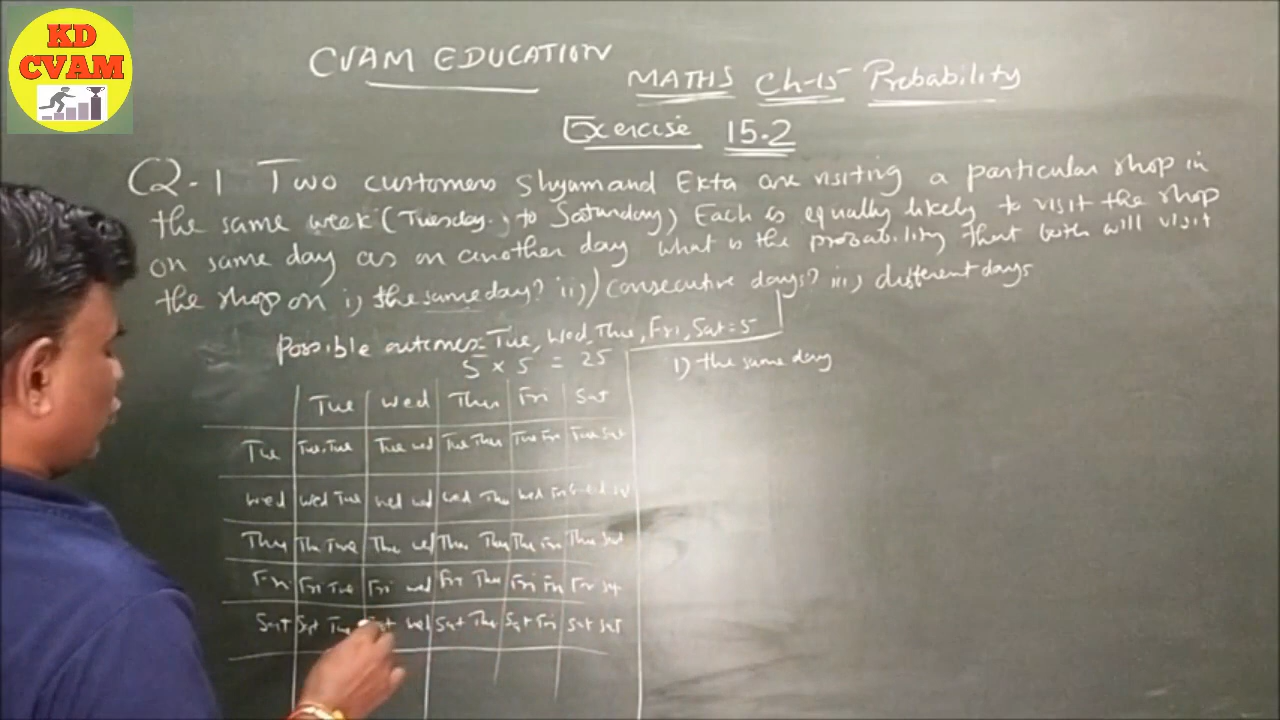 KD
CVAM
CVAM EDUCATION
MATHS Ch-15 Probability
Exercise 15.2
Q-1 Two customers Shyam and Ekta are visiting a particular shop in
the same week (Tuesday, to Saturday) Each is equally likely to visit the shop
on same day as on another day what is the probability that both will visit
the shop on i) the same day? ii) consecutive days? iii) different days
Possible outcomes = Tue, Wed, Thu, Fri, Sat = 5
5 × 5 = 25
i) the same day
Tue Wed Thu Fri Sat
Tue Tue, Tue Tue wed Tue Thu Tue Fri Tue Sat
Wed Wed Tue wed wed wed Thu wed Fri
Thu Thu Tue Thu Thu Thu Thu Fri Thu Sat
Fri Fri Tue Fri wed Fri Thu Fri Fri Fri Sat
Sat Sat Tue wed Sat Thu Sat Fri Sat Sat